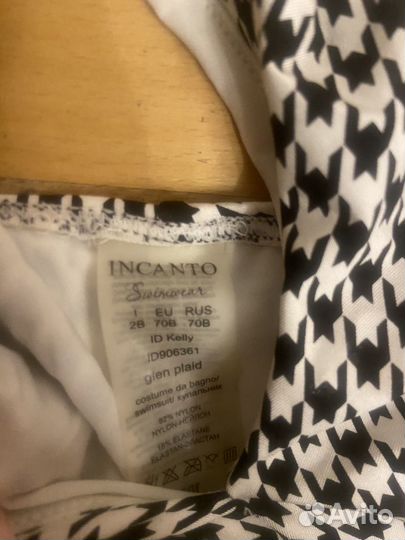 INCANTO
Swimwear
I EU RUS
2B 70B 70B
ID Kelly
ID906361
glen plaid
costume da bagno/
swimsuit/ купальник
82% NYLON
NYLON-НЕЙЛОН
18% ELASTANE
ELASTAN-ЭЛАСТАН
Avito